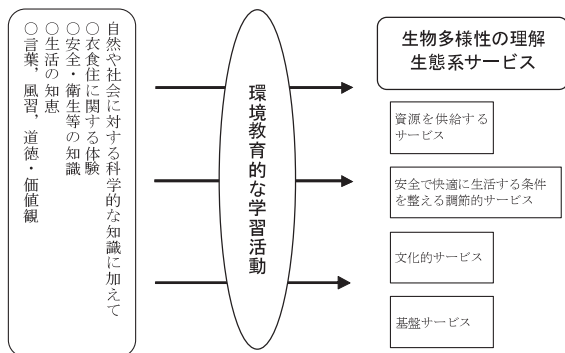 自然や社会に対する科学的な知識に加えて
○衣食住に関する体験
○安全・衛生等の知識
○生活の知恵
○言葉，風習，道徳・価値観
環境教育的な学習活動
生物多様性の理解
生態系サービス
資源を供給する
サービス
安全で快適に生活する条件
を整える調節的サービス
文化的サービス
基盤サービス